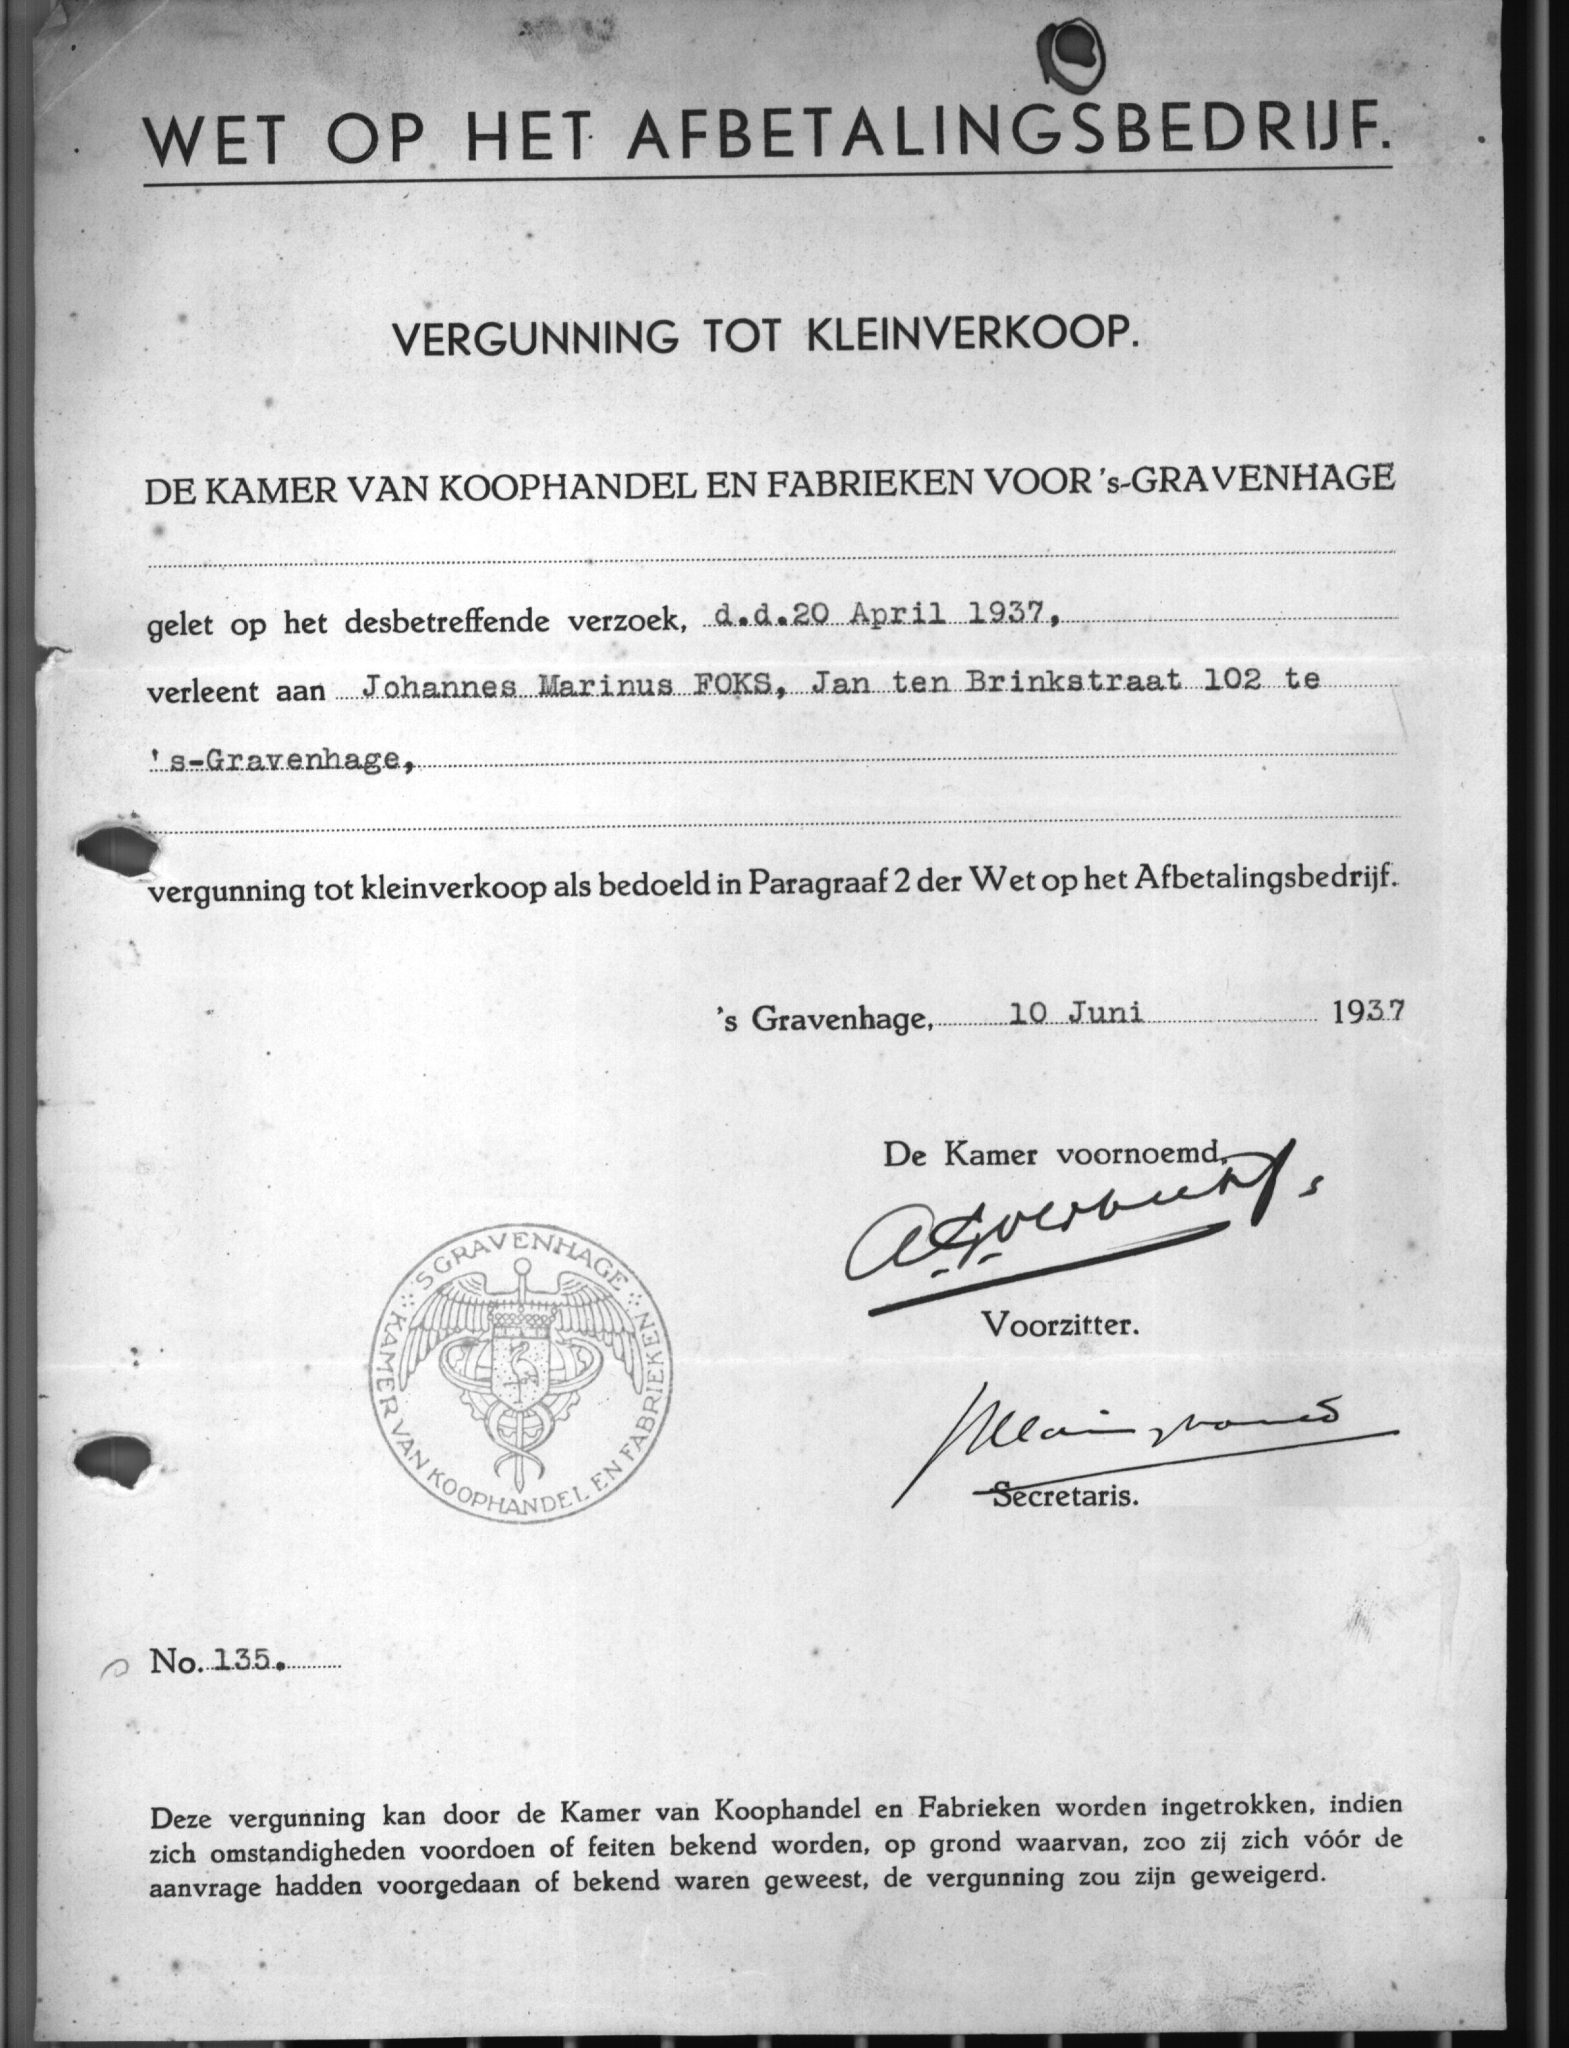 WET OP HET AFBETALINGSBEDRIJF.
VERGUNNING TOT KLEINVERKOOP.
DE KAMER VAN KOOPHANDEL EN FABRIEKEN VOOR 's-GRAVENHAGE
gelet op het desbetreffende verzoek, d.d.20 April 1937,
verleent aan Johannes Marinus FOKS, Jan ten Brinkstraat 102 te
's-Gravenhage,
vergunning tot kleinverkoop als bedoeld in Paragraaf 2 der Wet op het Afbetalingsbedrijf.
's Gravenhage, 10 Juni 1937
De Kamer voornoemd,
Voorzitter.
'S GRAVENHAGE
KAMER VAN KOOPHANDEL EN FABRIEKEN
Secretaris.
No. 135.
Deze vergunning kan door de Kamer van Koophandel en Fabrieken worden ingetrokken, indien
zich omstandigheden voordoen of feiten bekend worden, op grond waarvan, zoo zij zich vóór de
aanvrage hadden voorgedaan of bekend waren geweest, de vergunning zou zijn geweigerd.